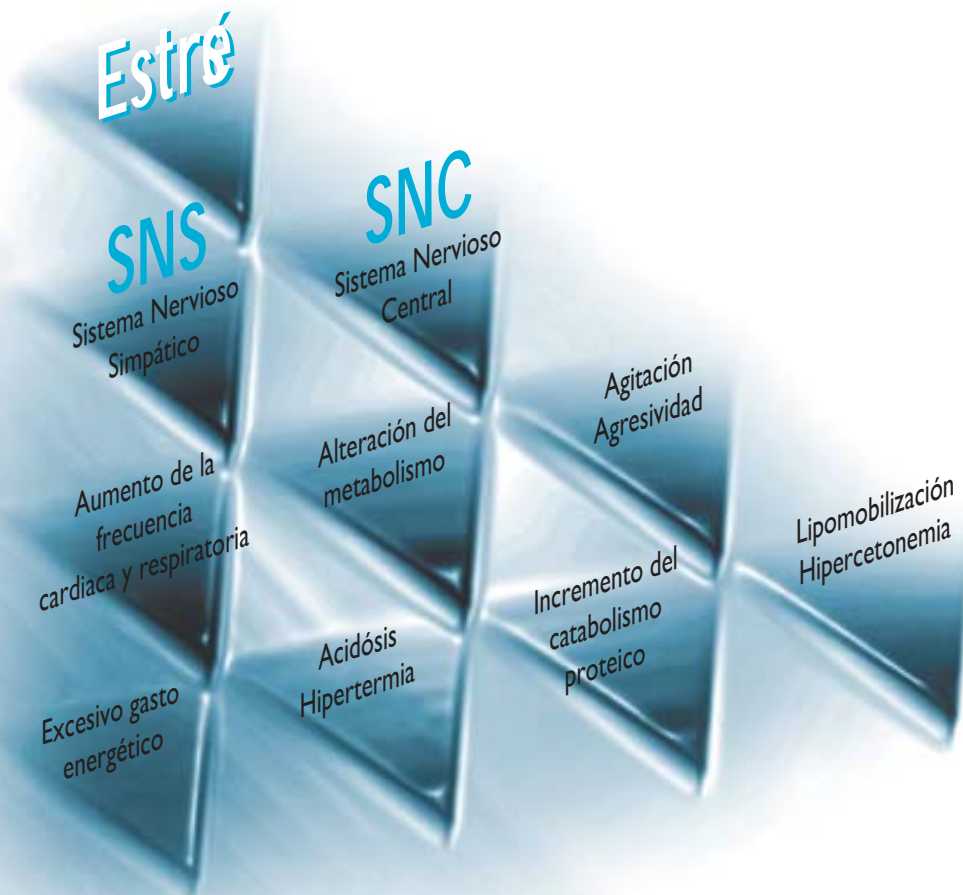 Estré
SNS
Sistema Nervioso
Simpático
SNC
Sistema Nervioso
Central
Aumento de la
frecuencia
cardiaca y respiratoria
Alteración del
metabolismo
Agitación
Agresividad
Excesivo gasto
energético
Acidósis
Hipertermia
Incremento del
catabolismo
proteico
Lipomobilización
Hipercetonemia